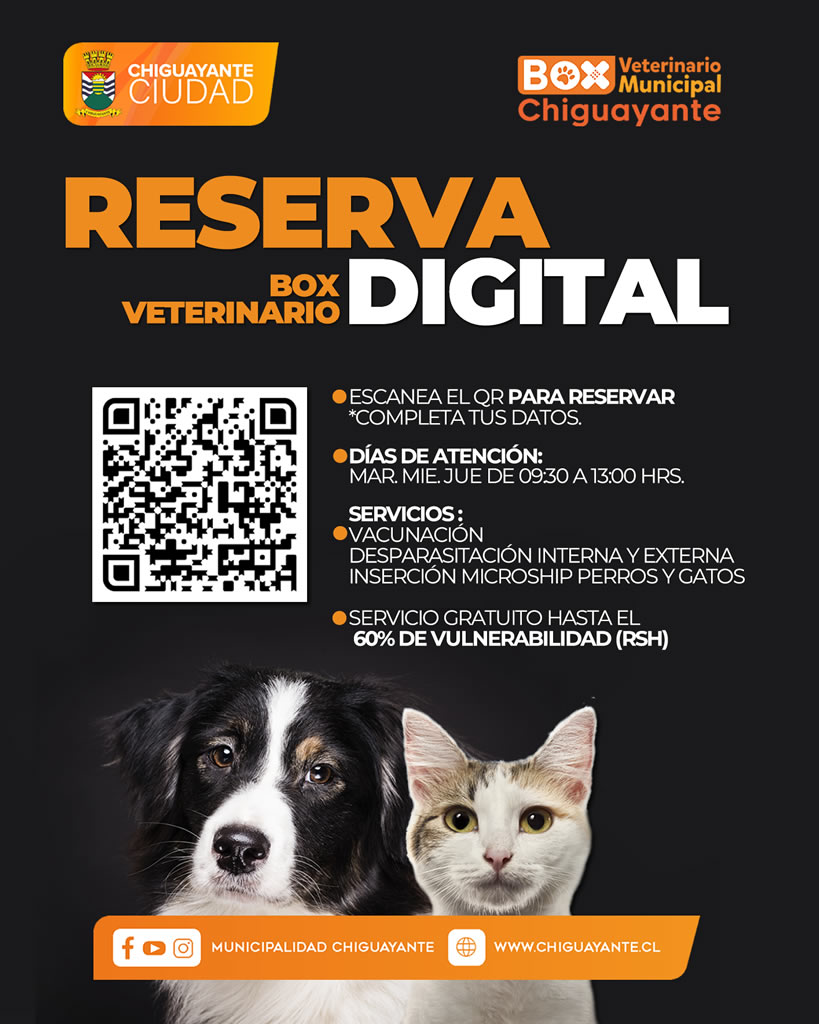 CHIGUAYANTE
CIUDAD
BOX Veterinario
Municipal
Chiguayante
RESERVA
BOX
VETERINARIO DIGITAL
ESCANEA EL QR PARA RESERVAR
*COMPLETA TUS DATOS.
DÍAS DE ATENCIÓN:
MAR. MIE. JUE DE 09:30 A 13:00 HRS.
SERVICIOS :
VACUNACIÓN
DESPARASITACIÓN INTERNA Y EXTERNA
INSERCIÓN MICROSHIP PERROS Y GATOS
SERVICIO GRATUITO HASTA EL
60% DE VULNERABILIDAD (RSH)
MUNICIPALIDAD CHIGUAYANTE WWW.CHIGUAYANTE.CL